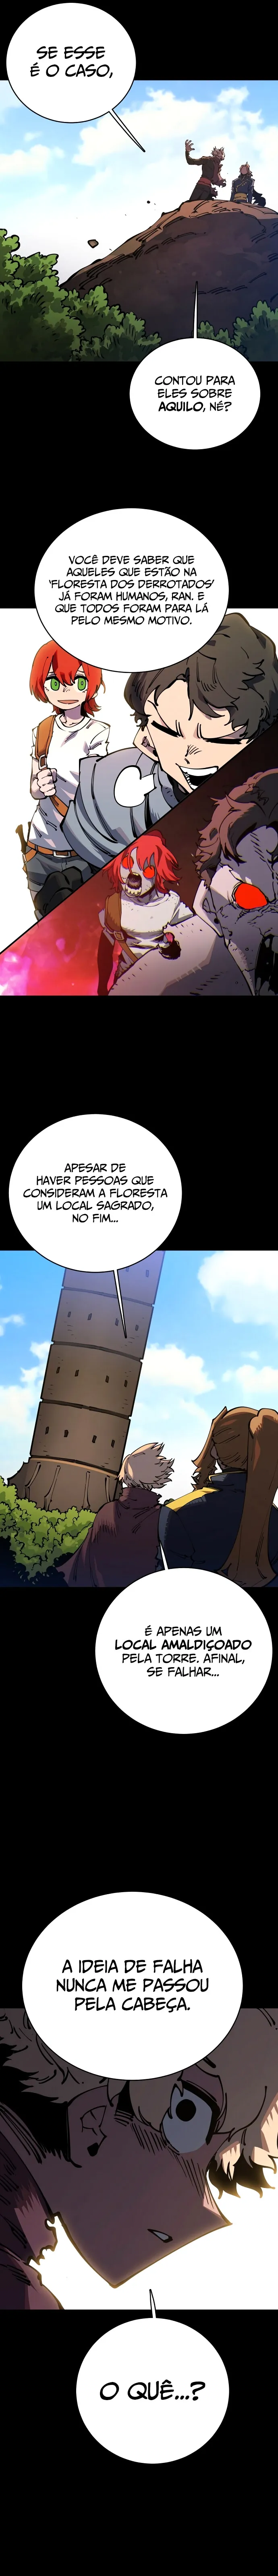 SE ESSE
É O CASO,
CONTOU PARA
ELES SOBRE
AQUILO, NÉ?
VOCÊ DEVE SABER QUE
AQUELES QUE ESTÃO NA
'FLORESTA DOS DERROTADOS'
JÁ FORAM HUMANOS, RAN. E
QUE TODOS FORAM PARA LÁ
PELO MESMO MOTIVO.
APESAR DE
HAVER PESSOAS QUE
CONSIDERAM A FLORESTA
UM LOCAL SAGRADO,
NO FIM...
É APENAS UM
LOCAL AMALDIÇOADO
PELA TORRE. AFINAL,
SE FALHAR...
A IDEIA DE FALHA
NUNCA ME PASSOU
PELA CABEÇA.
O QUÊ...?